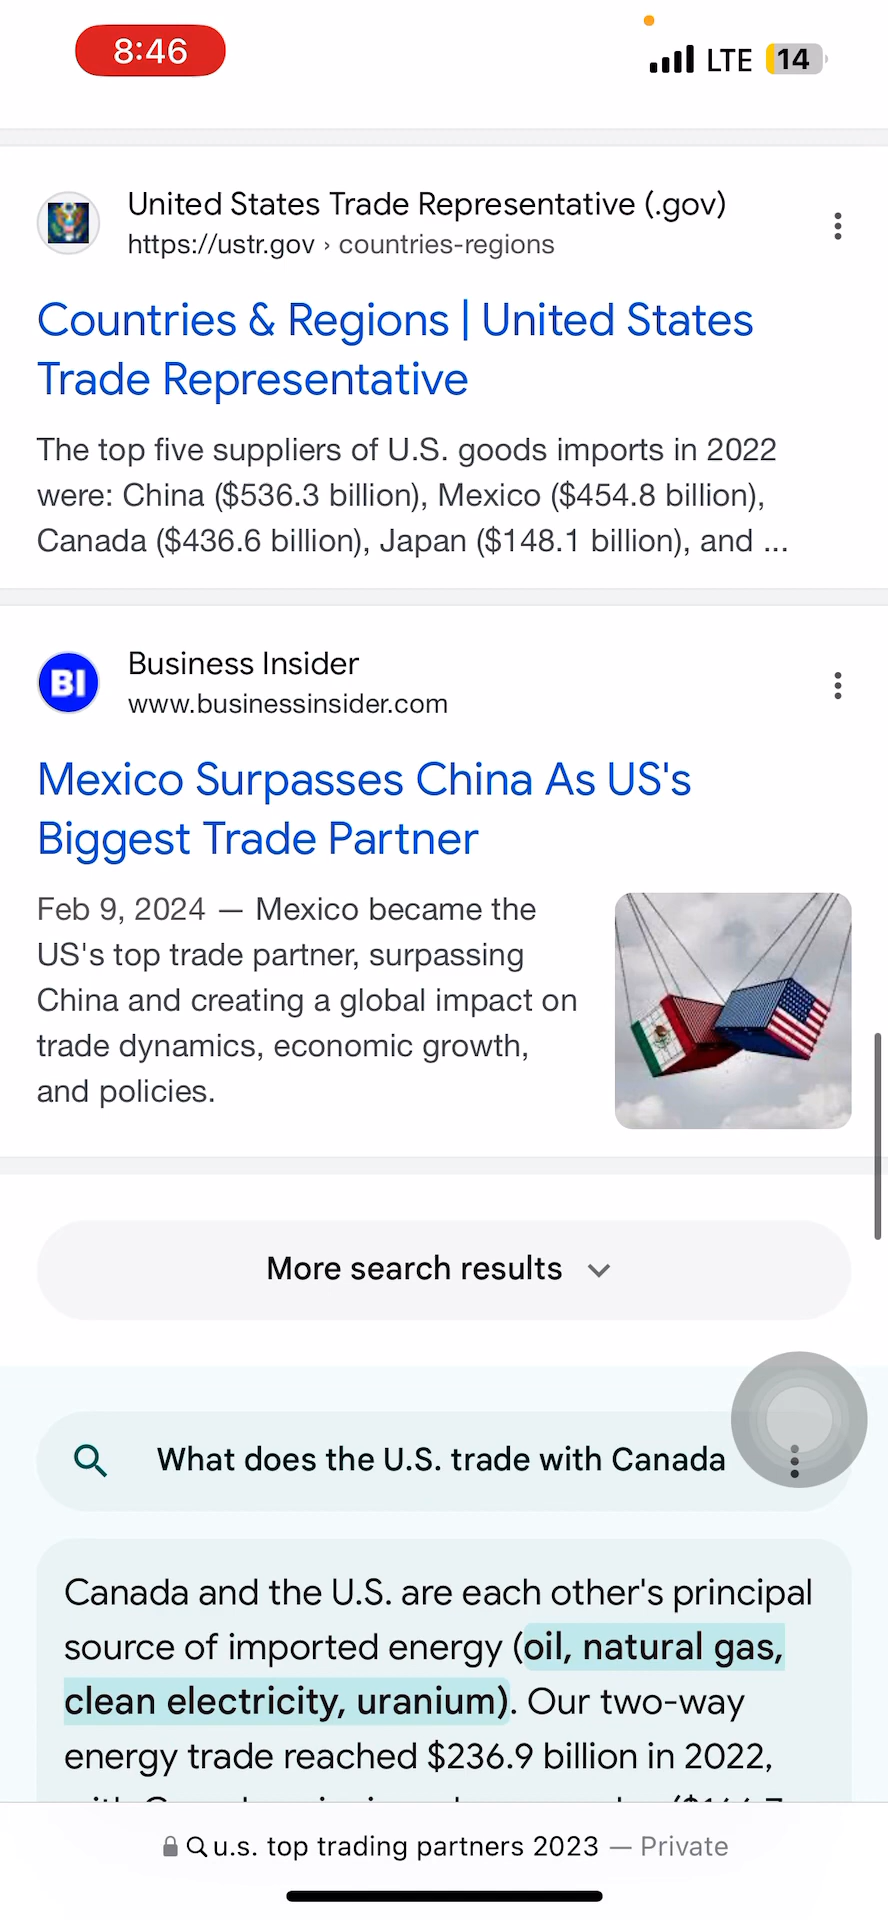 8:46
LTE 14
United States Trade Representative (.gov)
https://ustr.gov › countries-regions
Countries & Regions | United States
Trade Representative
The top five suppliers of U.S. goods imports in 2022
were: China ($536.3 billion), Mexico ($454.8 billion),
Canada ($436.6 billion), Japan ($148.1 billion), and ...
BI
Business Insider
www.businessinsider.com
Mexico Surpasses China As US's
Biggest Trade Partner
Feb 9, 2024 — Mexico became the
US's top trade partner, surpassing
China and creating a global impact on
trade dynamics, economic growth,
and policies.
More search results
What does the U.S. trade with Canada
Canada and the U.S. are each other's principal
source of imported energy (oil, natural gas,
clean electricity, uranium). Our two-way
energy trade reached $236.9 billion in 2022,
u.s. top trading partners 2023 — Private